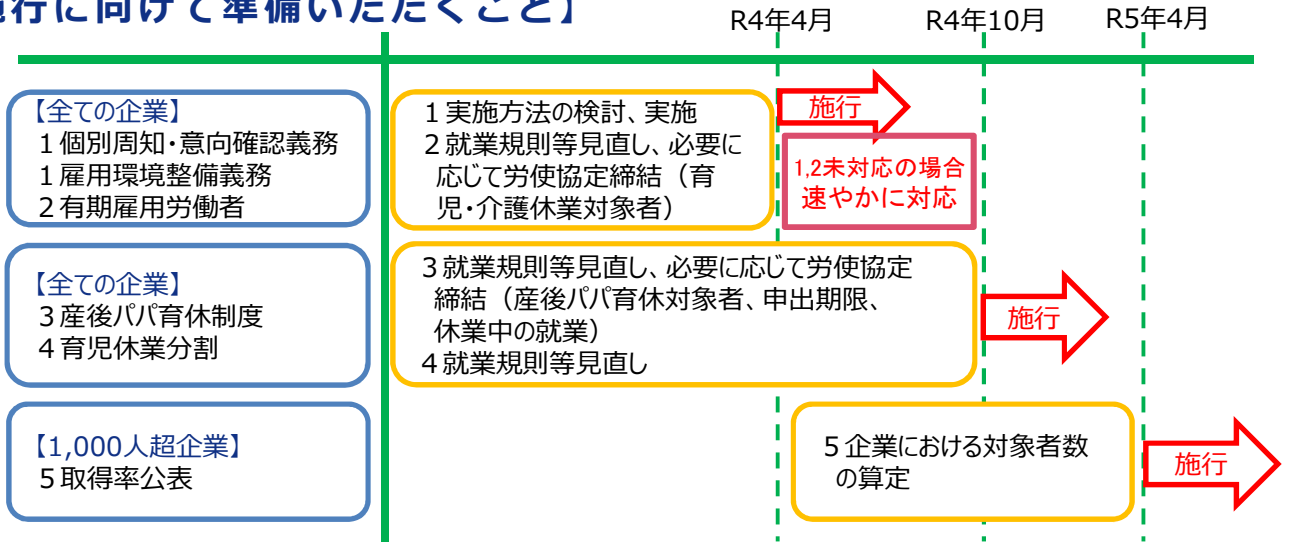 施行に向けて準備いただくこと】
R4年4月
R4年10月
R5年4月
【全ての企業】
1個別周知・意向確認義務
1雇用環境整備義務
2有期雇用労働者
1実施方法の検討、実施
2就業規則等見直し、必要に
応じて労使協定締結（育
児・介護休業対象者）
施行
1,2未対応の場合
速やかに対応
【全ての企業】
3産後パパ育休制度
4育児休業分割
3就業規則等見直し、必要に応じて労使協定
締結（産後パパ育休対象者、申出期限、
休業中の就業）
4就業規則等見直し
施行
【1,000人超企業】
5取得率公表
5企業における対象者数
の算定
施行